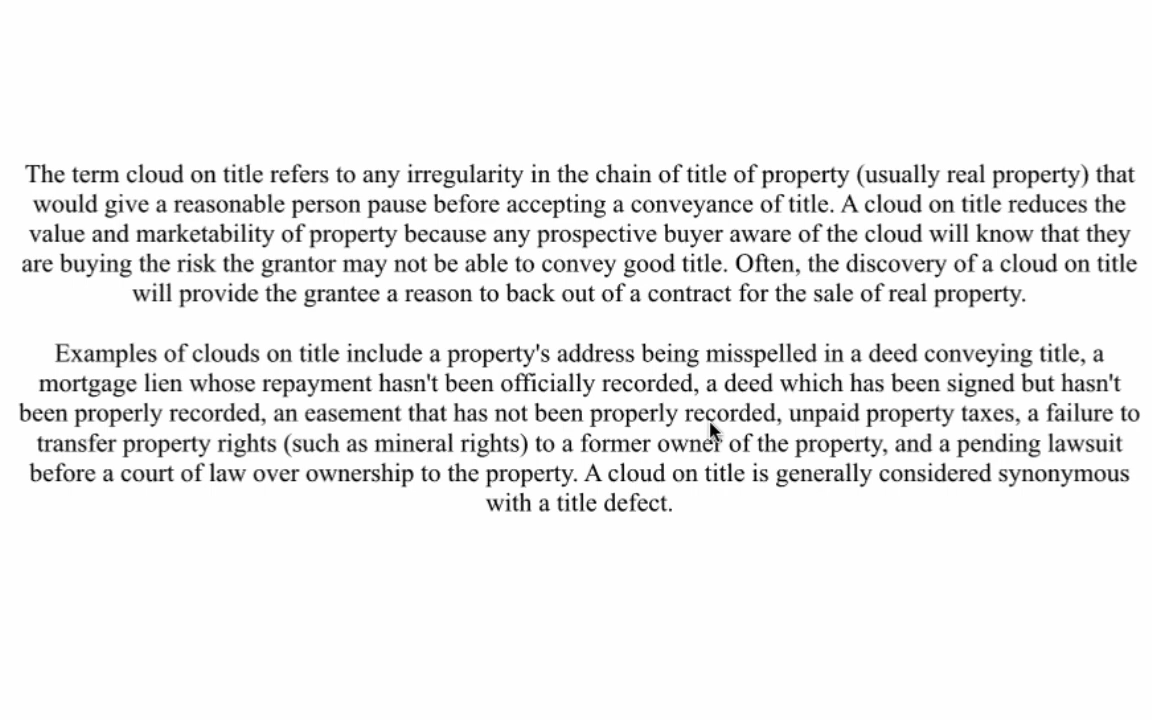 The term cloud on title refers to any irregularity in the chain of title of property (usually real property) that
would give a reasonable person pause before accepting a conveyance of title. A cloud on title reduces the
value and marketability of property because any prospective buyer aware of the cloud will know that they
are buying the risk the grantor may not be able to convey good title. Often, the discovery of a cloud on title
will provide the grantee a reason to back out of a contract for the sale of real property.
Examples of clouds on title include a property's address being misspelled in a deed conveying title, a
mortgage lien whose repayment hasn't been officially recorded, a deed which has been signed but hasn't
been properly recorded, an easement that has not been properly recorded, unpaid property taxes, a failure to
transfer property rights (such as mineral rights) to a former owner of the property, and a pending lawsuit
before a court of law over ownership to the property. A cloud on title is generally considered synonymous
with a title defect.